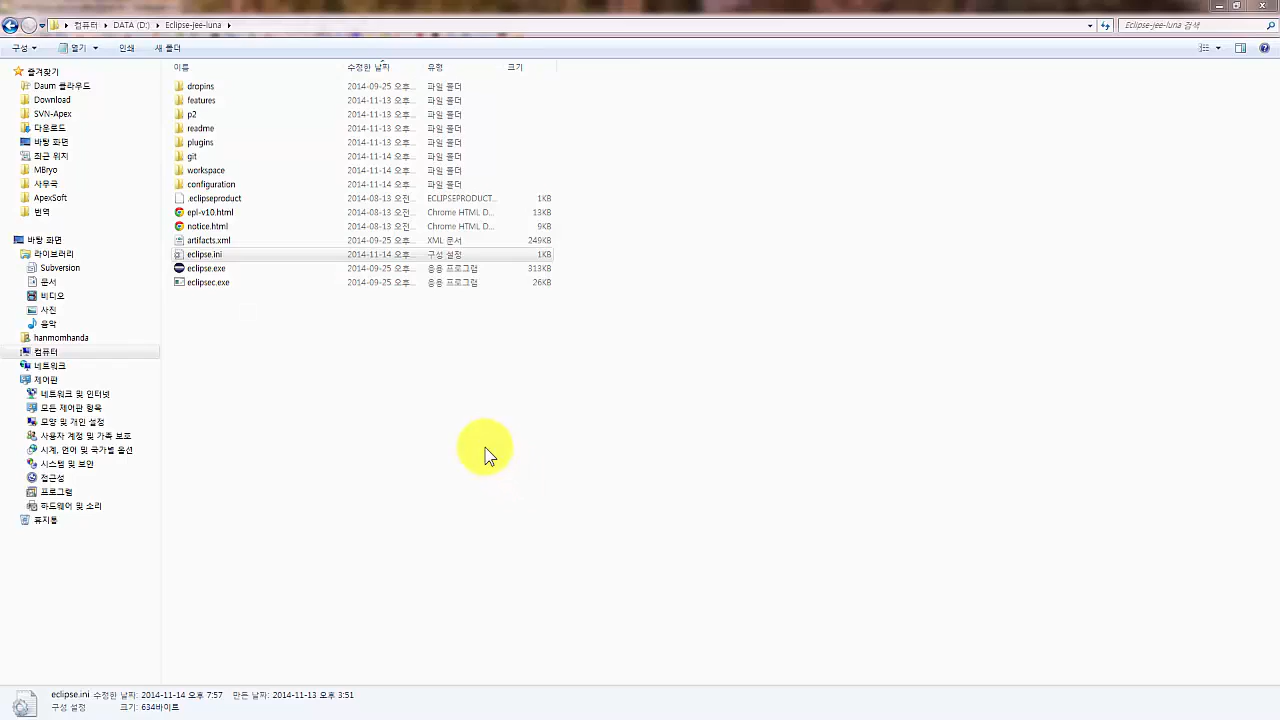 컴퓨터 DATA (D:) Eclipse-jee-luna
Eclipse-jee-luna 검색
구성 열기 인쇄 새 폴더
이름 수정한 날짜 유형 크기
dropins 2014-09-25 오후... 파일 폴더
features 2014-11-13 오후... 파일 폴더
p2 2014-11-13 오후... 파일 폴더
readme 2014-11-13 오후... 파일 폴더
plugins 2014-11-13 오후... 파일 폴더
git 2014-11-14 오후... 파일 폴더
workspace 2014-11-14 오후... 파일 폴더
configuration 2014-11-14 오후... 파일 폴더
.eclipseproduct 2014-08-13 오전... ECLIPSEPRODUCT... 1KB
epl-v10.html 2014-08-13 오전... Chrome HTML D... 13KB
notice.html 2014-08-13 오전... Chrome HTML D... 9KB
artifacts.xml 2014-09-25 오후... XML 문서 249KB
eclipse.ini 2014-11-14 오후... 구성 설정 1KB
eclipse.exe 2014-09-25 오후... 응용 프로그램 313KB
eclipsec.exe 2014-09-25 오후... 응용 프로그램 26KB
즐겨찾기
Daum 클라우드
Download
SVN-Apex
다운로드
바탕 화면
최근 위치
MBryo
사무국
ApexSoft
번역
바탕 화면
라이브러리
Subversion
문서
비디오
사진
음악
hanmomhanda
컴퓨터
네트워크
제어판
네트워크 및 인터넷
모든 제어판 항목
모양 및 개인 설정
사용자 계정 및 가족 보호
시계, 언어 및 국가별 옵션
시스템 및 보안
접근성
프로그램
하드웨어 및 소리
휴지통
eclipse.ini 수정한 날짜: 2014-11-14 오후 7:57 만든 날짜: 2014-11-13 오후 3:51
구성 설정 크기: 634바이트